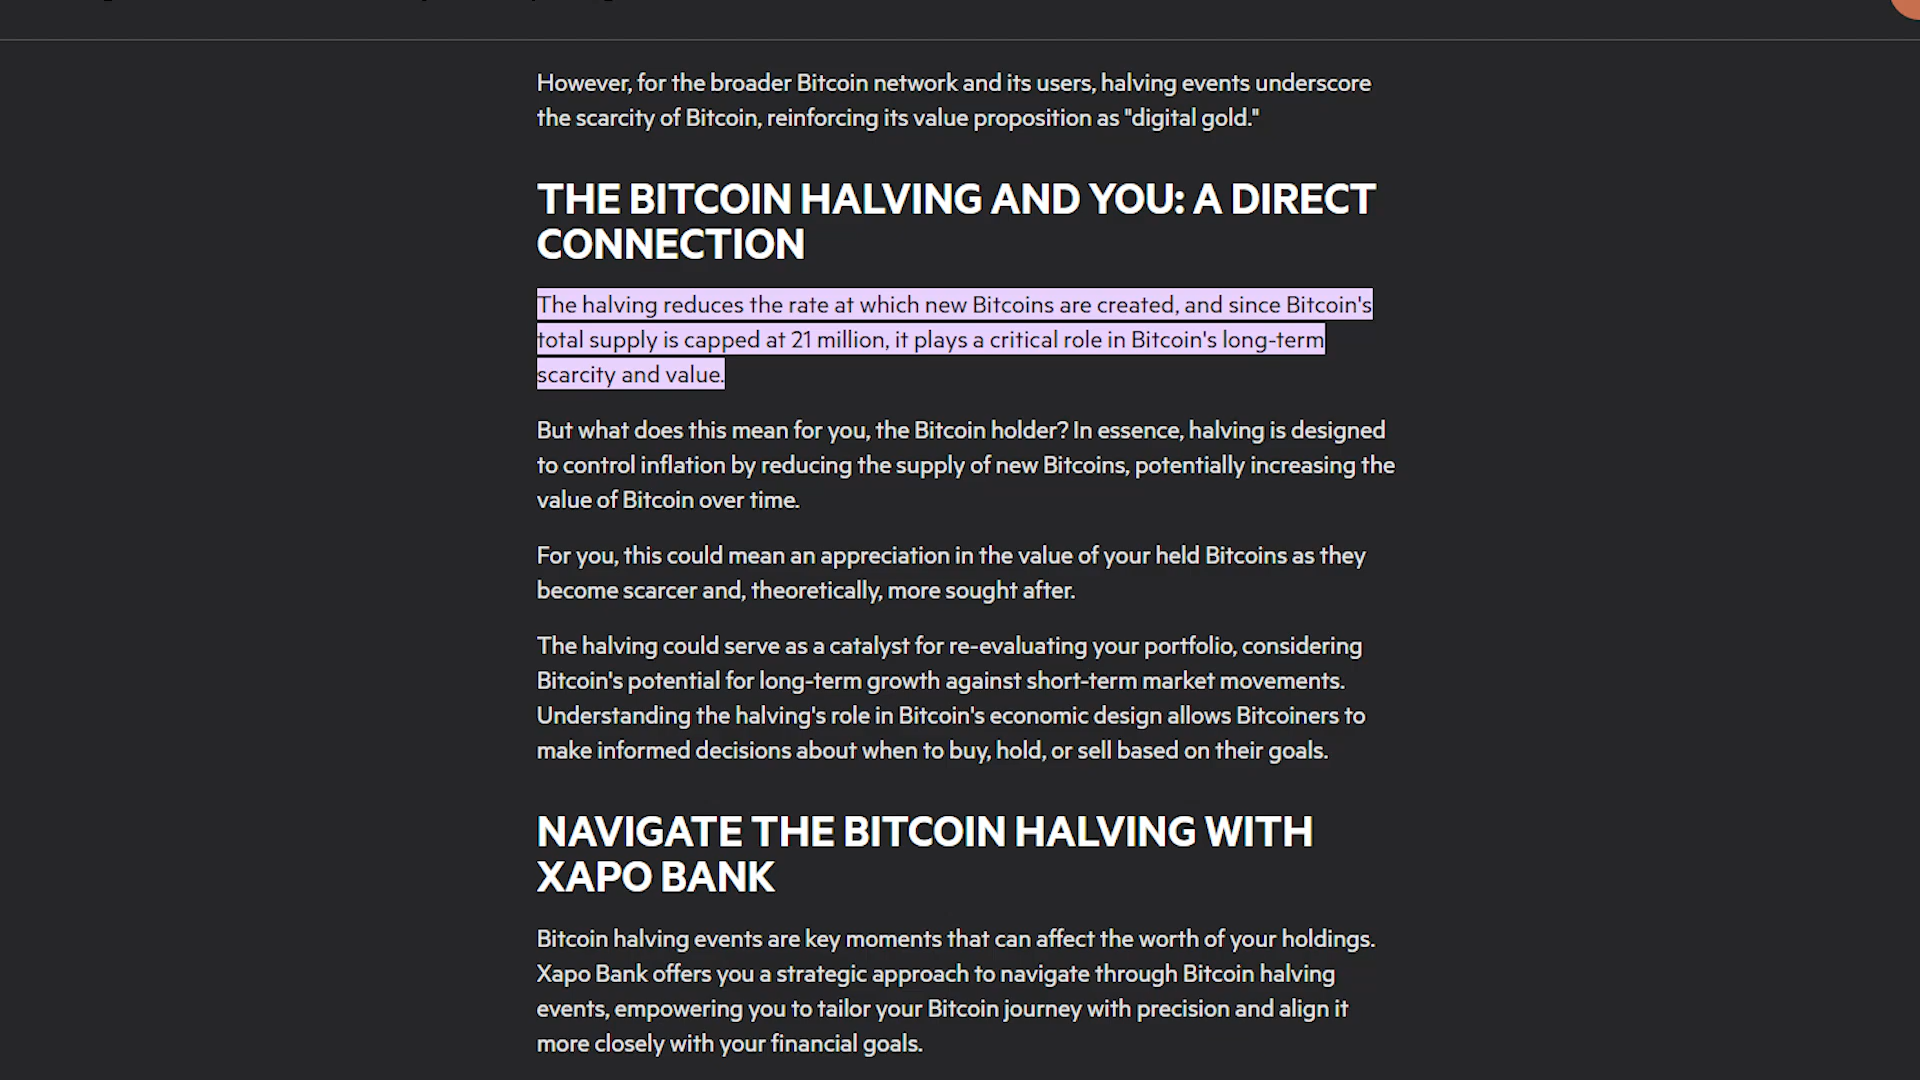 However, for the broader Bitcoin network and its users, halving events underscore
the scarcity of Bitcoin, reinforcing its value proposition as "digital gold."
THE BITCOIN HALVING AND YOU: A DIRECT
CONNECTION
The halving reduces the rate at which new Bitcoins are created, and since Bitcoin's
total supply is capped at 21 million, it plays a critical role in Bitcoin's long-term
scarcity and value.
But what does this mean for you, the Bitcoin holder? In essence, halving is designed
to control inflation by reducing the supply of new Bitcoins, potentially increasing the
value of Bitcoin over time.
For you, this could mean an appreciation in the value of your held Bitcoins as they
become scarcer and, theoretically, more sought after.
The halving could serve as a catalyst for re-evaluating your portfolio, considering
Bitcoin's potential for long-term growth against short-term market movements.
Understanding the halving's role in Bitcoin's economic design allows Bitcoiners to
make informed decisions about when to buy, hold, or sell based on their goals.
NAVIGATE THE BITCOIN HALVING WITH
XAPO BANK
Bitcoin halving events are key moments that can affect the worth of your holdings.
Xapo Bank offers you a strategic approach to navigate through Bitcoin halving
events, empowering you to tailor your Bitcoin journey with precision and align it
more closely with your financial goals.